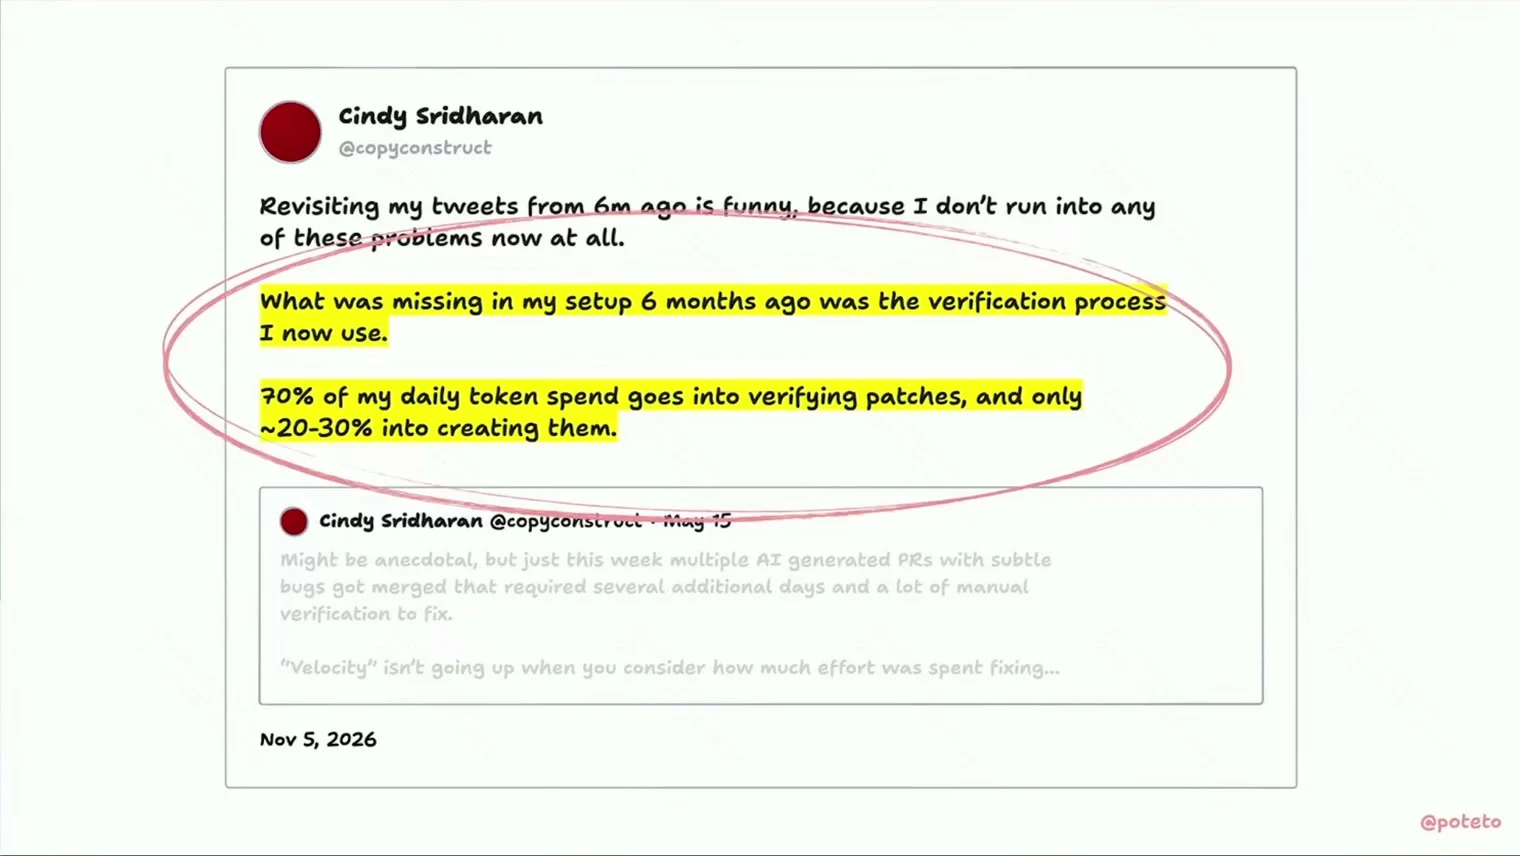 Cindy Sridharan
@copyconstruct
Revisiting my tweets from 6m ago is funny, because I don't run into any
of these problems now at all.
What was missing in my setup 6 months ago was the verification process
I now use.
70% of my daily token spend goes into verifying patches, and only
~20-30% into creating them.
Cindy Sridharan @copyconstruct · May 15
Might be anecdotal, but just this week multiple AI generated PRs with subtle
bugs got merged that required several additional days and a lot of manual
verification to fix.
"Velocity" isn't going up when you consider how much effort was spent fixing...
Nov 5, 2026
@poteto